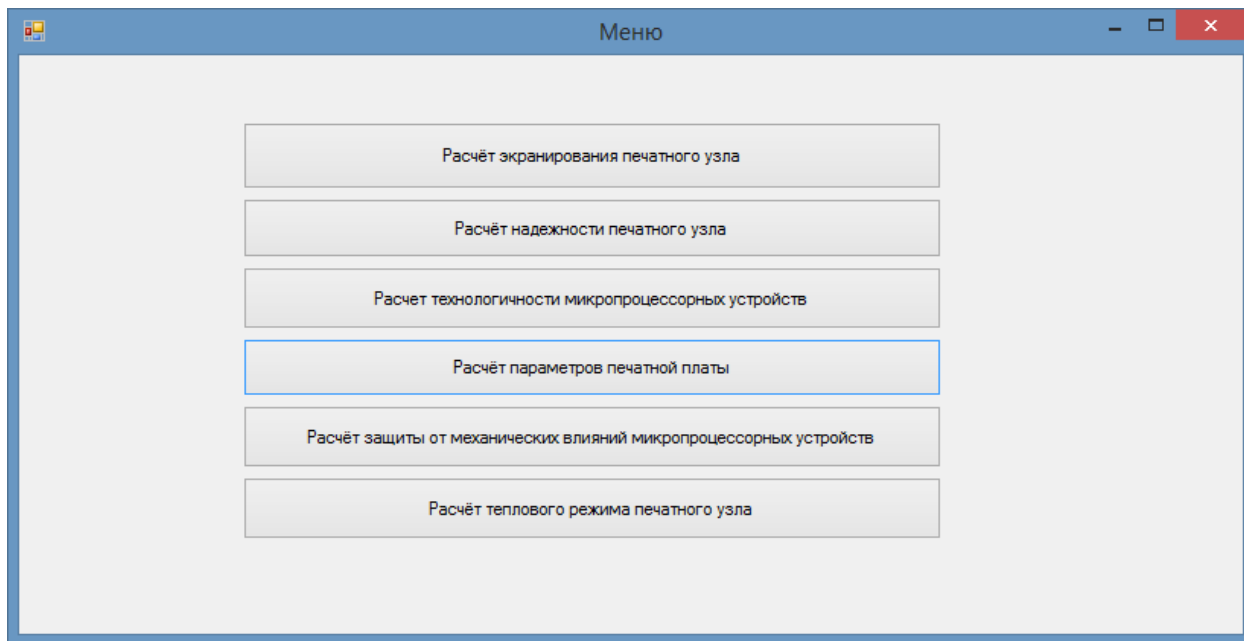 Меню
Расчёт экранирования печатного узла
Расчёт надежности печатного узла
Расчет технологичности микропроцессорных устройств
Расчёт параметров печатной платы
Расчёт защиты от механических влияний микропроцессорных устройств
Расчёт теплового режима печатного узла